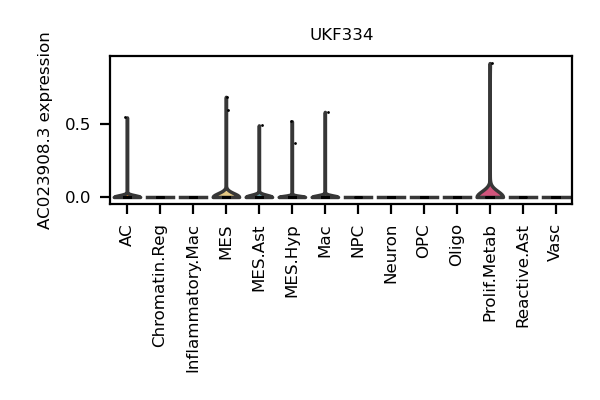 UKF334
AC023908.3 expression
0.5
0.0
AC
Chromatin.Reg
Inflammatory.Mac
MES
MES.Ast
MES.Hyp
Mac
NPC
Neuron
OPC
Oligo
Prolif.Metab
Reactive.Ast
Vasc